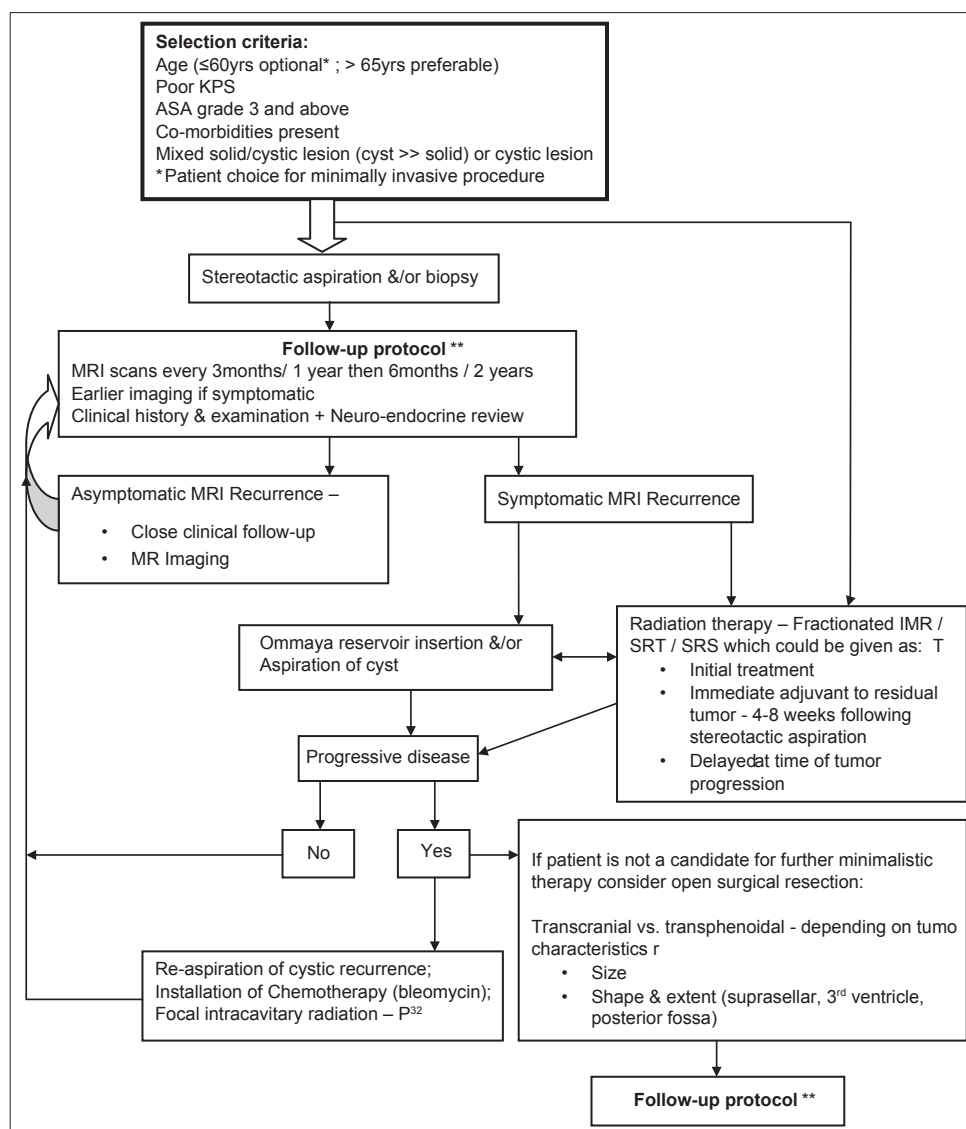 Selection criteria:
Age (≤60yrs optional* ; > 65yrs preferable)
Poor KPS
ASA grade 3 and above
Co-morbidities present
Mixed solid/cystic lesion (cyst >> solid) or cystic lesion
*Patient choice for minimally invasive procedure
Stereotactic aspiration &/or biopsy
Follow-up protocol **
MRI scans every 3months/ 1 year then 6months / 2 years
Earlier imaging if symptomatic
Clinical history & examination + Neuro-endocrine review
Asymptomatic MRI Recurrence –
• Close clinical follow-up
• MR Imaging
Symptomatic MRI Recurrence
Ommaya reservoir insertion &/or
Aspiration of cyst
Radiation therapy – Fractionated IMR /
SRT / SRS which could be given as: T
• Initial treatment
• Immediate adjuvant to residual
tumor - 4-8 weeks following
stereotactic aspiration
• Delayedat time of tumor
progression
Progressive disease
No
Yes
If patient is not a candidate for further minimalistic
therapy consider open surgical resection:
Transcranial vs. transphenoidal - depending on tumo
characteristics r
• Size
• Shape & extent (suprasellar, 3rd ventricle,
posterior fossa)
Re-aspiration of cystic recurrence;
Installation of Chemotherapy (bleomycin);
Focal intracavitary radiation – P32
Follow-up protocol **